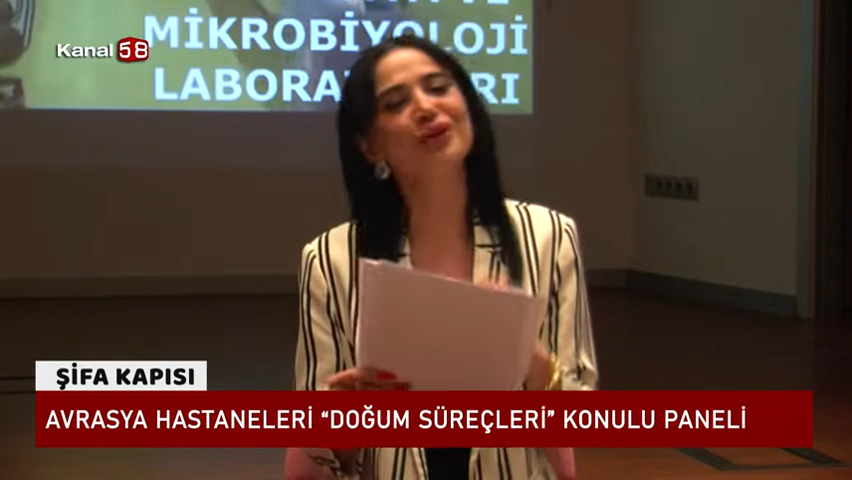 Kanal 58
MİKROBİYOLOJİ
ŞİFA KAPISI
AVRASYA HASTANELERİ “DOĞUM SÜREÇLERİ” KONULU PANELİ